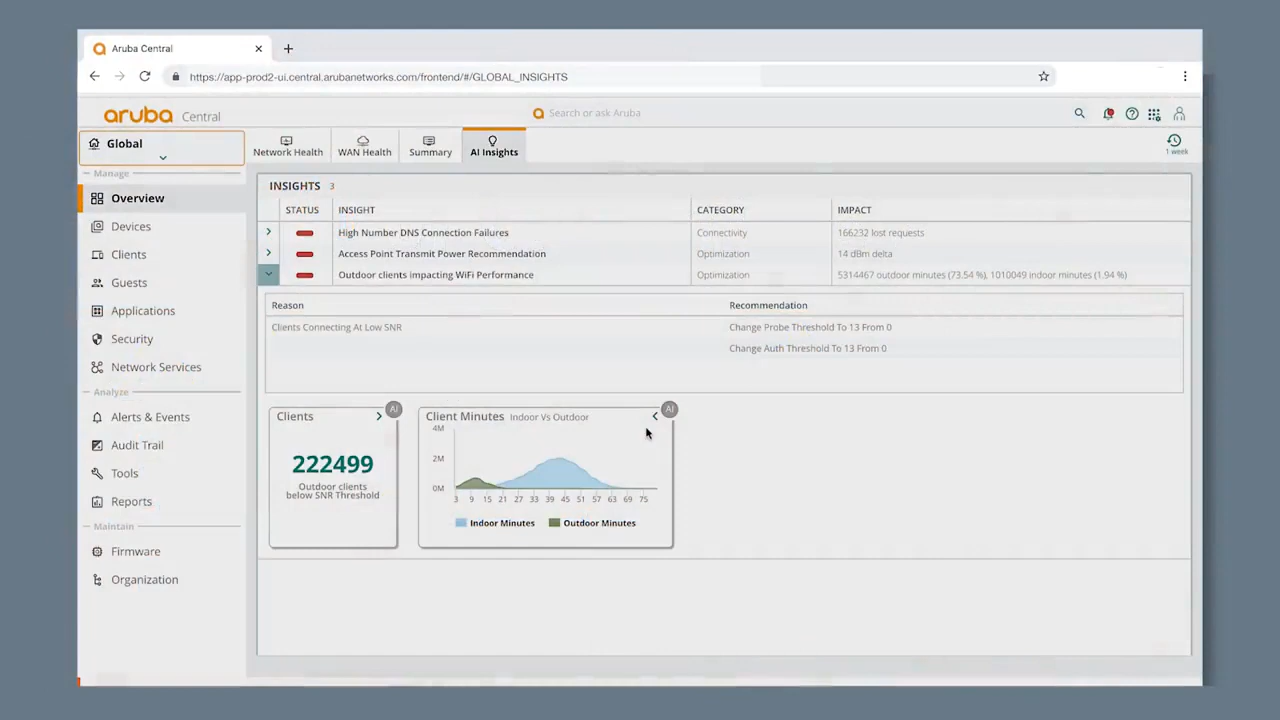 Aruba Central
https://app-prod2-ui.central.arubanetworks.com/frontend/#/GLOBAL_INSIGHTS
aruba Central
Search or ask Aruba
Global
Network Health
WAN Health
Summary
AI Insights
1 week
Manage
Overview
Devices
Clients
Guests
Applications
Security
Network Services
Analyze
Alerts & Events
Audit Trail
Tools
Reports
Maintain
Firmware
Organization
INSIGHTS 3
STATUS INSIGHT CATEGORY IMPACT
High Number DNS Connection Failures Connectivity 166232 lost requests
Access Point Transmit Power Recommendation Optimization 14 dBm delta
Outdoor clients impacting WiFi Performance Optimization 5314467 outdoor minutes (73.54 %), 1010049 indoor minutes (1.94 %)
Reason Recommendation
Clients Connecting At Low SNR Change Probe Threshold To 13 From 0
Change Auth Threshold To 13 From 0
Clients
AI
222499
Outdoor clients
below SNR Threshold
Client Minutes Indoor Vs Outdoor
AI
4M
2M
0M
3 9 15 21 27 33 39 45 51 57 63 69 75
Indoor Minutes Outdoor Minutes